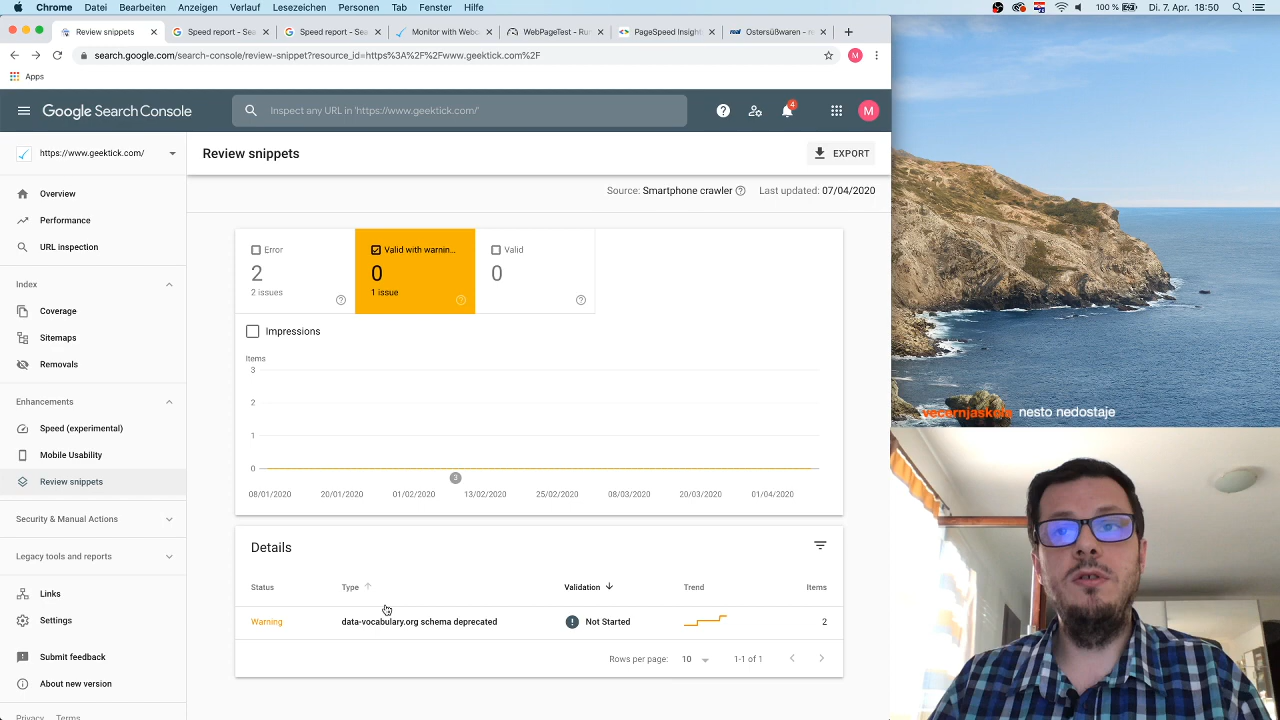 Chrome Datei Bearbeiten Anzeigen Verlauf Lesezeichen Personen Tab Fenster Hilfe 100 % Di. 7. Apr. 18:50
Review snippets Speed report - Sea Speed report - Sea Monitor with Webc WebPageTest - Run PageSpeed Insight Ostersüßwaren - n
search.google.com/search-console/review-snippet?resource_id=https%3A%2F%2Fwww.geektick.com%2F M
Apps
Google Search Console Inspect any URL in 'https://www.geektick.com/' 4 M
https://www.geektick.com/
Review snippets
EXPORT
Source: Smartphone crawler Last updated: 07/04/2020
Overview
Performance
URL inspection
Index
Coverage
Sitemaps
Removals
Enhancements
Speed (experimental)
Mobile Usability
Review snippets
Security & Manual Actions
Legacy tools and reports
Links
Settings
Submit feedback
About new version
Privacy Terms
Error
2
2 issues
Valid with warnin...
0
1 issue
Valid
0
Impressions
Items
3
2
1
0
3
08/01/2020 20/01/2020 01/02/2020 13/02/2020 25/02/2020 08/03/2020 20/03/2020 01/04/2020
Details
Status Type Validation Trend Items
Warning data-vocabulary.org schema deprecated Not Started 2
Rows per page: 10 1-1 of 1
vecernjaskola nesto nedostaje